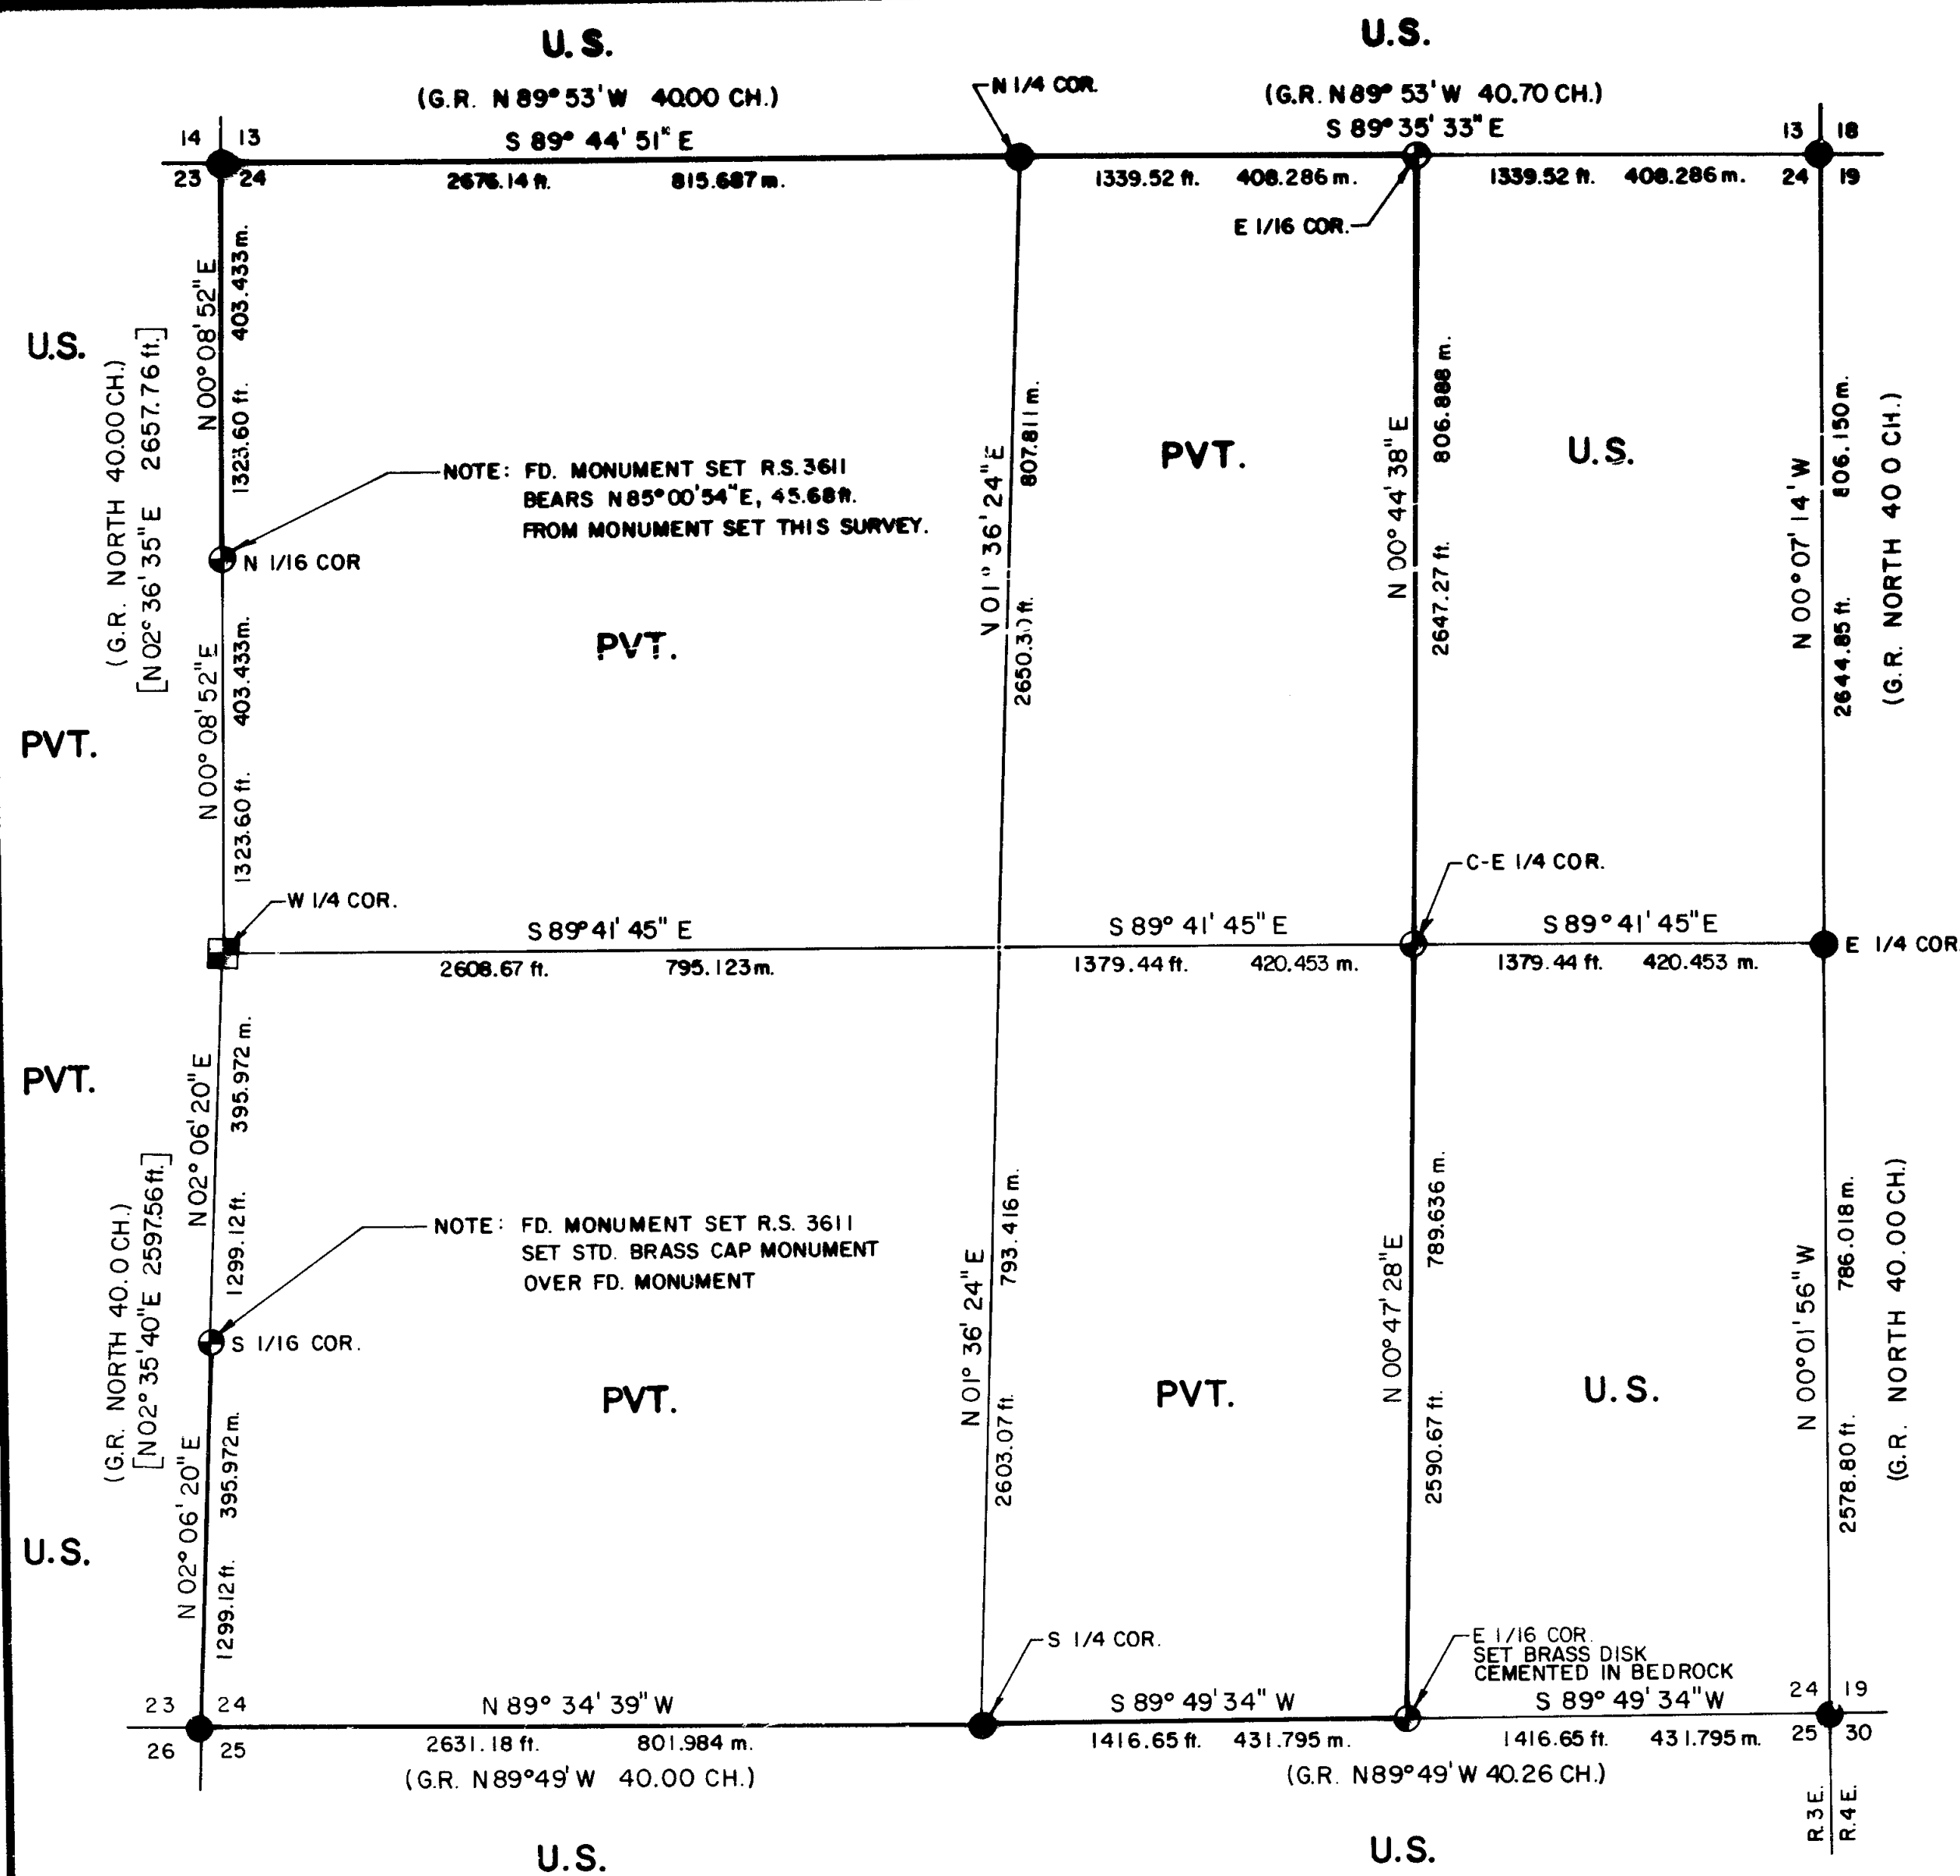 U.S.
U.S.
(G.R. N 89° 53' W 40.00 CH.)
N 1/4 COR.
(G.R. N 89° 53' W 40.70 CH.)
S 89° 44' 51" E
S 89° 35' 33" E
14 13
13 18
23 24
2676.14 ft. 815.687 m.
1339.52 ft. 408.286 m.
1339.52 ft. 408.286 m.
24 19
E 1/16 COR.
U.S.
(G.R. NORTH 40.00 CH.)
[N 02° 36' 35" E 2657.76 ft.]
N 00° 08' 52" E
1323.60 ft. 403.433 m.
NOTE: FD. MONUMENT SET R.S. 3611
BEARS N 85° 00' 54" E, 45.68 ft.
FROM MONUMENT SET THIS SURVEY.
N 1/16 COR
N 01° 36' 24" E
807.811 m.
PVT.
N 00° 44' 38" E
2647.27 ft. 806.888 m.
U.S.
N 00° 07' 14" W
2644.85 ft. 806.150 m.
(G.R. NORTH 40 0 CH.)
PVT.
PVT.
N 00° 08' 52" E
1323.60 ft. 403.433 m.
W 1/4 COR.
C-E 1/4 COR.
S 89° 41' 45" E
S 89° 41' 45" E
S 89° 41' 45" E
E 1/4 COR
2608.67 ft. 795.123 m.
1379.44 ft. 420.453 m.
1379.44 ft. 420.453 m.
PVT.
N 02° 06' 20" E
1299.12 ft. 395.972 m.
(G.R. NORTH 40.0 CH.)
[N 02° 35' 40" E 2597.56 ft.]
NOTE: FD. MONUMENT SET R.S. 3611
SET STD. BRASS CAP MONUMENT
OVER FD. MONUMENT
S 1/16 COR.
N 01° 36' 24" E
2603.07 ft. 793.416 m.
N 00° 47' 28" E
2590.67 ft. 789.636 m.
N 00° 01' 56" W
2578.80 ft. 786.018 m.
(G.R. NORTH 40.00 CH.)
PVT.
PVT.
U.S.
U.S.
N 02° 06' 20" E
1299.12 ft. 395.972 m.
S 1/4 COR.
E 1/16 COR.
SET BRASS DISK
CEMENTED IN BEDROCK
23 24
N 89° 34' 39" W
S 89° 49' 34" W
S 89° 49' 34" W
24 19
26 25
2631.18 ft. 801.984 m.
1416.65 ft. 431.795 m.
1416.65 ft. 431.795 m.
25 30
(G.R. N 89° 49' W 40.00 CH.)
(G.R. N 89° 49' W 40.26 CH.)
R. 3 E.
R. 4 E.
U.S.
U.S.